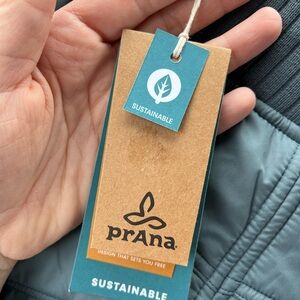 SUSTAINABLE
prAna
DESIGN THAT SETS YOU FREE
SUSTAINABLE